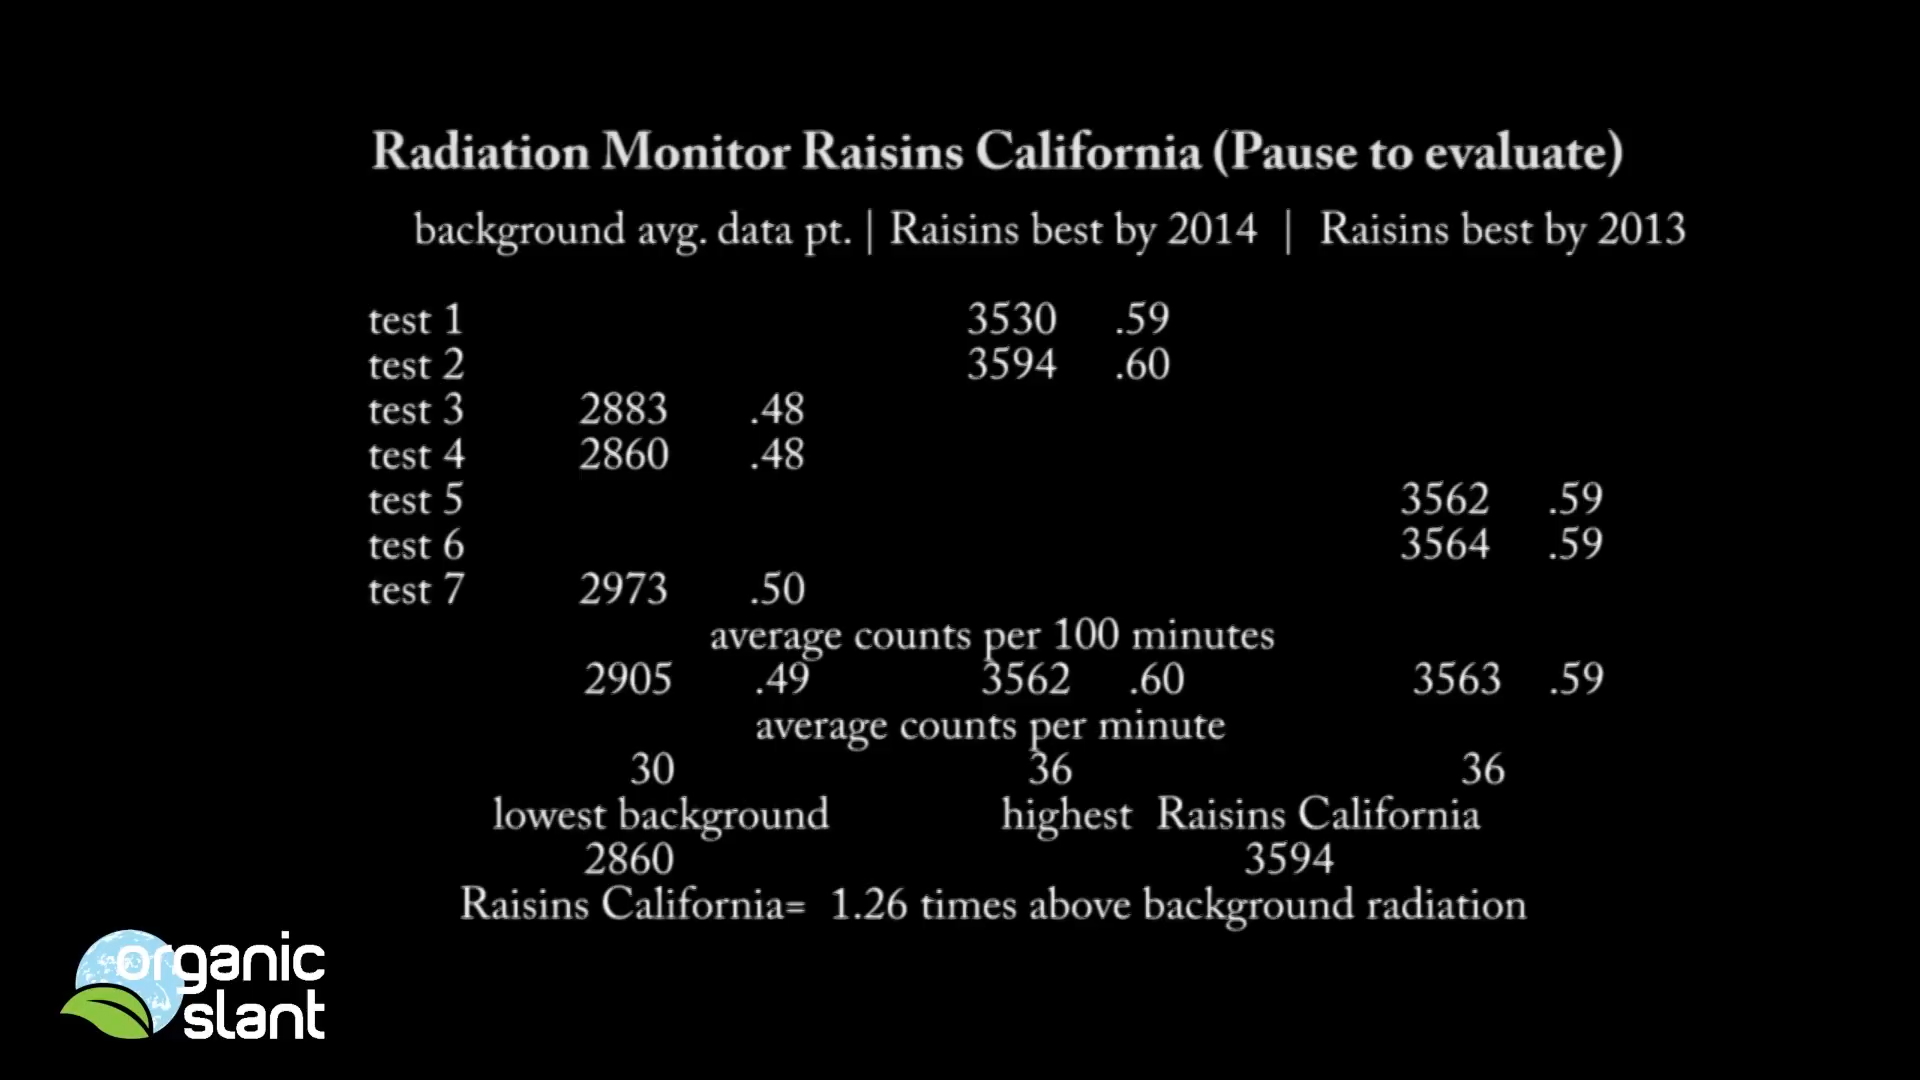 Radiation Monitor Raisins California (Pause to evaluate)
background avg. data pt. | Raisins best by 2014 | Raisins best by 2013
test 1 3530 .59
test 2 3594 .60
test 3 2883 .48
test 4 2860 .48
test 5 3562 .59
test 6 3564 .59
test 7 2973 .50
average counts per 100 minutes
2905 .49 3562 .60 3563 .59
average counts per minute
30 36 36
lowest background highest Raisins California
2860 3594
Raisins California= 1.26 times above background radiation
organic
slant